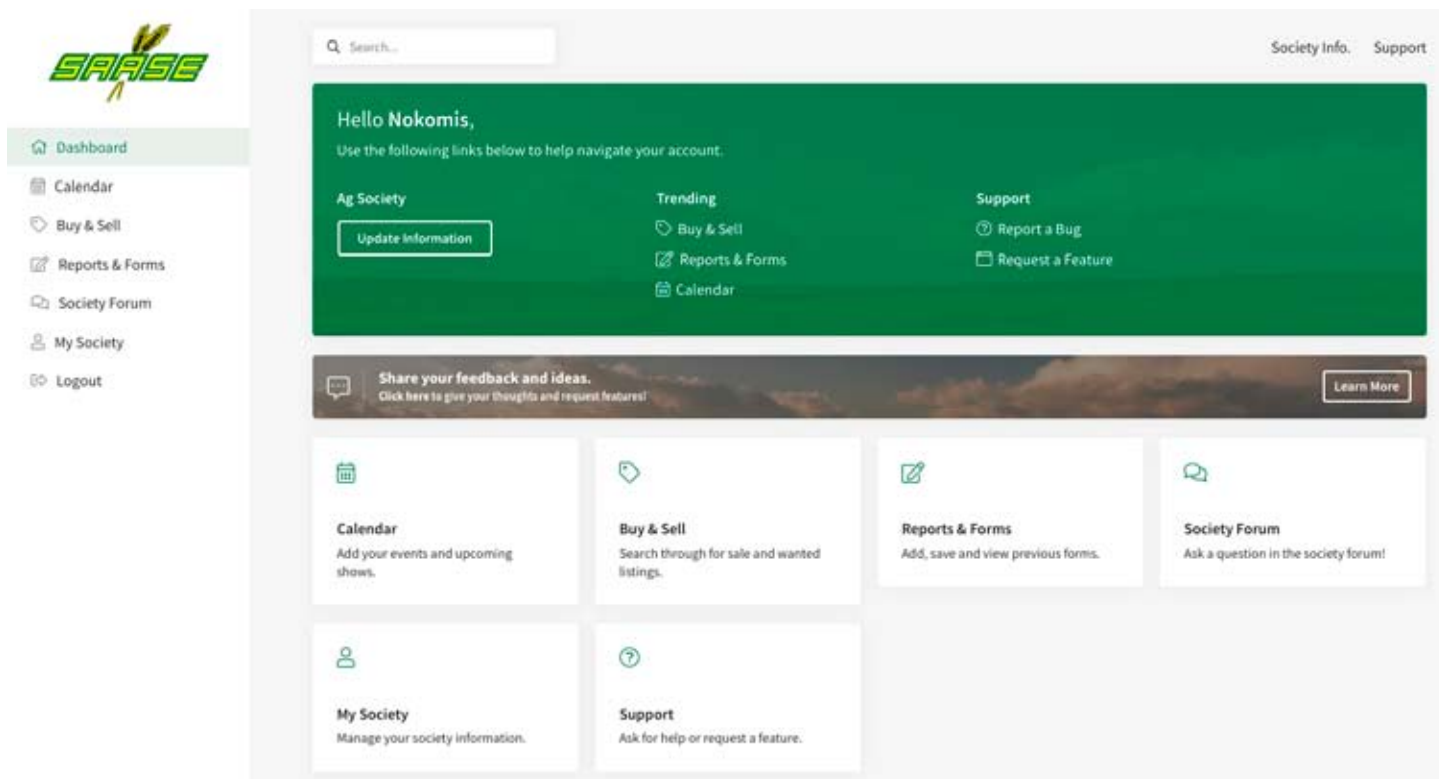 SAASE
Dashboard
Calendar
Buy & Sell
Reports & Forms
Society Forum
My Society
Logout
Search...
Society Info.
Support
Hello Nokomis,
Use the following links below to help navigate your account.
Ag Society
Update Information
Trending
Buy & Sell
Reports & Forms
Calendar
Support
Report a Bug
Request a Feature
Share your feedback and ideas.
Click here to give your thoughts and request features!
Learn More
Calendar
Add your events and upcoming
shows.
Buy & Sell
Search through for sale and wanted
listings.
Reports & Forms
Add, save and view previous forms.
Society Forum
Ask a question in the society forum!
My Society
Manage your society information.
Support
Ask for help or request a feature.